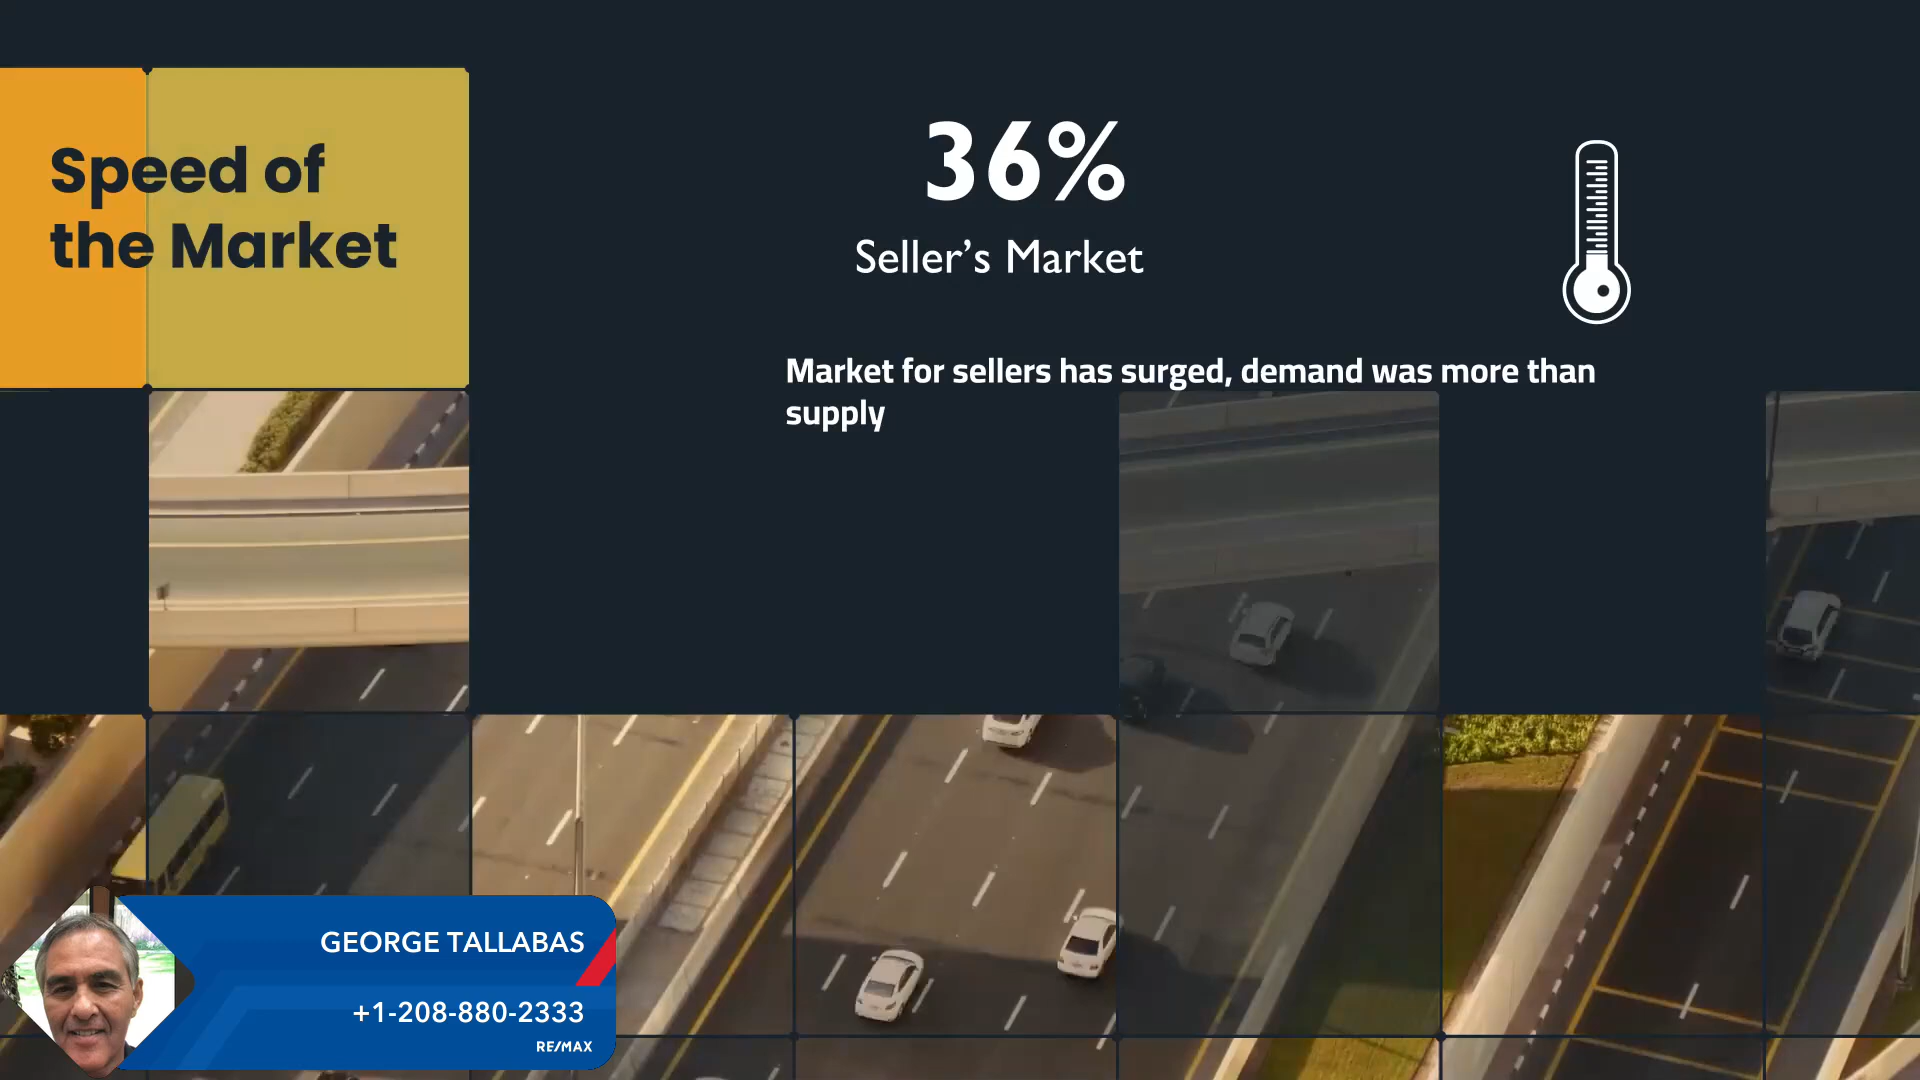 Speed of
the Market
36%
Seller’s Market
Market for sellers has surged, demand was more than
supply
GEORGE TALLABAS
+1-208-880-2333
RE/MAX